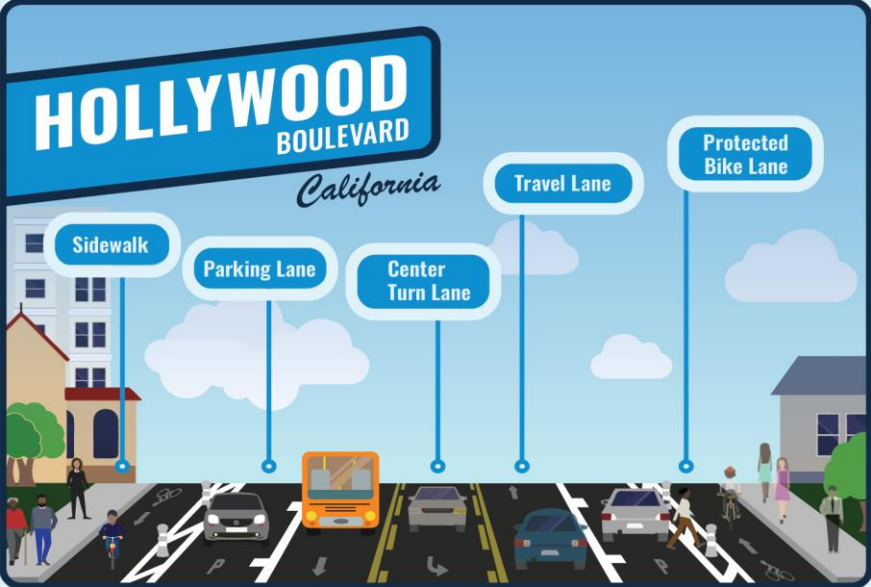 HOLLYWOOD
BOULEVARD
California
Protected
Bike Lane
Travel Lane
Sidewalk
Parking Lane
Center
Turn Lane
P
P